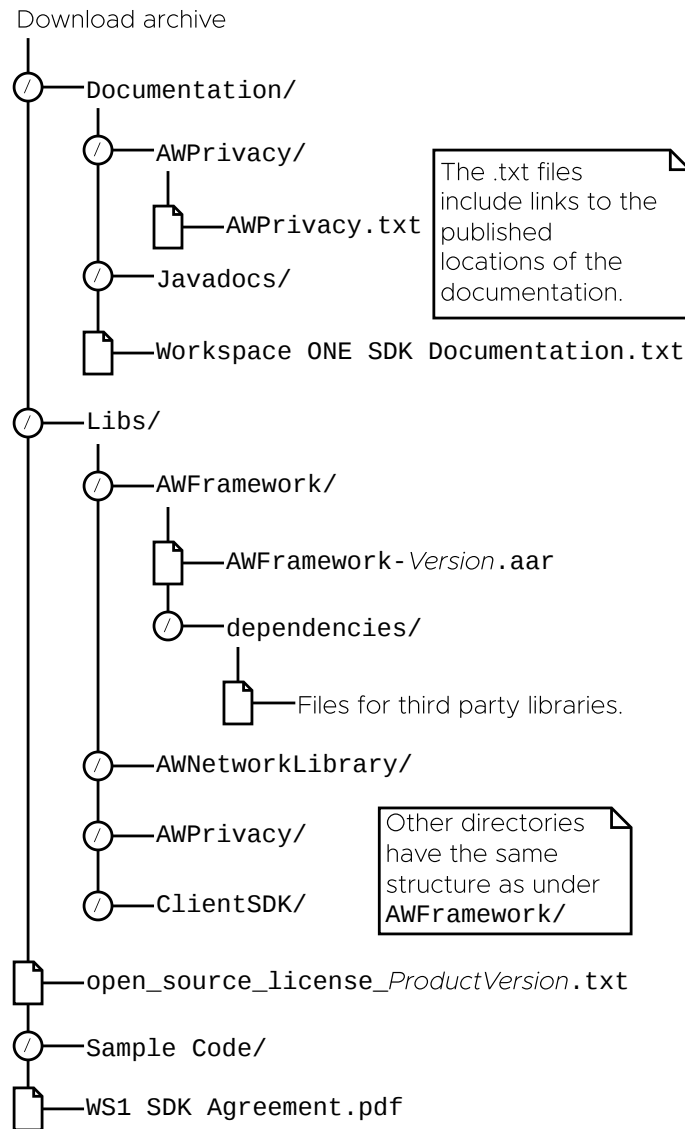 Download archive
Documentation/
AWPrivacy/
AWPrivacy.txt
The .txt files
include links to the
published
locations of the
documentation.
Javadocs/
Workspace ONE SDK Documentation.txt
Libs/
AWFramework/
AWFramework-Version.aar
dependencies/
Files for third party libraries.
AWNetworkLibrary/
AWPrivacy/
ClientSDK/
Other directories
have the same
structure as under
AWFramework/
open_source_license_ProductVersion.txt
Sample Code/
WS1 SDK Agreement.pdf